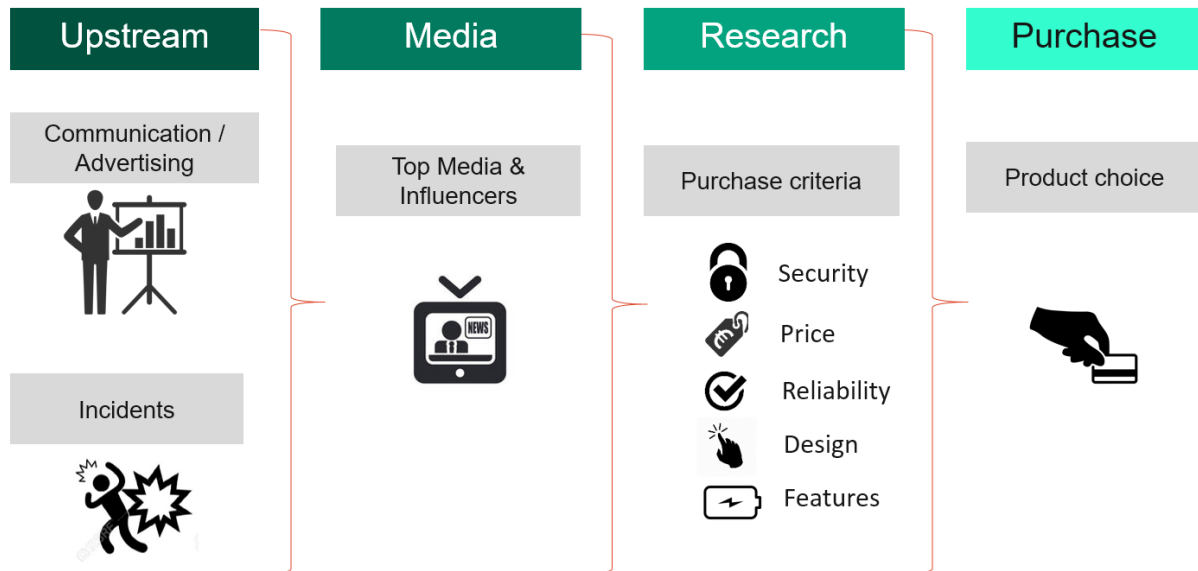 Upstream
Media
Research
Purchase
Communication /
Advertising
Incidents
Top Media &
Influencers
NEWS
Purchase criteria
Security
Price
Reliability
Design
Features
Product choice